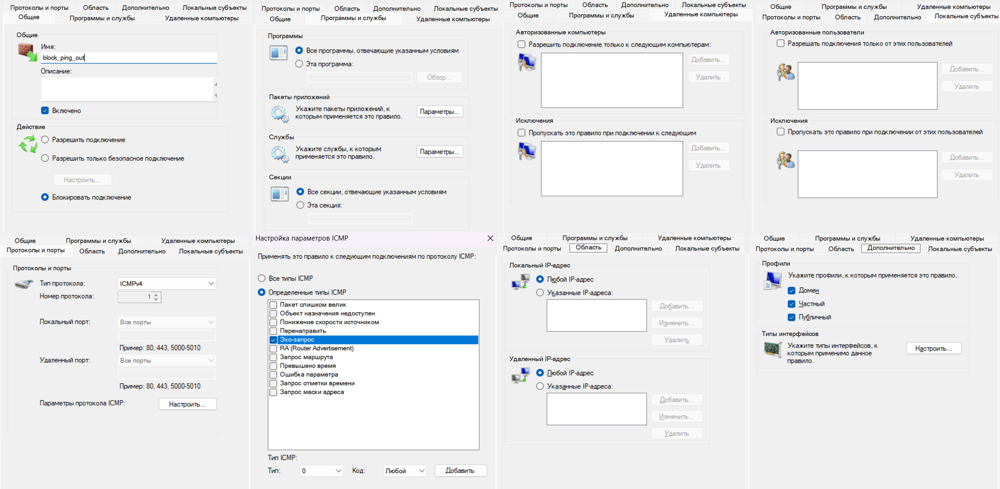 Протоколы и порты Область Дополнительно Локальные субъекты
Общие Программы и службы Удаленные компьютеры
Общие
Имя:
block_ping_out
Описание:
Включено
Действие
Разрешить подключение
Разрешить только безопасное подключение
Настроить...
Блокировать подключение
Протоколы и порты Область Дополнительно Локальные субъекты
Общие Программы и службы Удаленные компьютеры
Программы
Все программы, отвечающие указанным условиям
Эта программа:
Обзор...
Пакеты приложений
Укажите пакеты приложений, к
которым применяется это правило.
Параметры...
Службы
Укажите службы, к которым
применяется это правило.
Параметры...
Секции
Все секции, отвечающие указанным условиям
Эта секция:
Протоколы и порты Область Дополнительно Локальные субъекты
Общие Программы и службы Удаленные компьютеры
Авторизованные компьютеры
Разрешить подключение только к следующим компьютерам:
Добавить...
Удалить
Исключения
Пропускать это правило при подключении к следующим
Добавить...
Удалить
Общие Программы и службы Удаленные компьютеры
Протоколы и порты Область Дополнительно Локальные субъекты
Авторизованные пользователи
Разрешать подключения только от этих пользователей
Добавить...
Удалить
Исключения
Пропускать это правило при подключении от этих пользователей
Добавить...
Удалить
Общие Программы и службы Удаленные компьютеры
Протоколы и порты Область Дополнительно Локальные субъекты
Протоколы и порты
Тип протокола: ICMPv4
Номер протокола: 1
Локальный порт: Все порты
Пример: 80, 443, 5000-5010
Удаленный порт: Все порты
Пример: 80, 443, 5000-5010
Параметры протокола ICMP: Настроить...
Настройка параметров ICMP
Применять это правило к следующим подключениям по протоколу ICMP:
Все типы ICMP
Определенные типы ICMP
Пакет слишком велик
Объект назначения недоступен
Понижение скорости источником
Перенаправить
Эхо-запрос
RA (Router Advertisement)
Запрос маршрута
Превышено время
Ошибка параметра
Запрос отметки времени
Запрос маски адреса
Тип ICMP:
Тип: 0 Код: Любой Добавить
Общие Программы и службы Удаленные компьютеры
Протоколы и порты Область Дополнительно Локальные субъекты
Локальный IP-адрес
Любой IP-адрес
Указанные IP-адреса:
Добавить...
Изменить...
Удалить
Удаленный IP-адрес
Любой IP-адрес
Указанные IP-адреса:
Добавить...
Изменить...
Удалить
Общие Программы и службы Удаленные компьютеры
Протоколы и порты Область Дополнительно Локальные субъекты
Профили
Укажите профили, к которым применяется это правило.
Домен
Частный
Публичный
Типы интерфейсов
Укажите типы интерфейсов, к
которым применимо данное
правило.
Настроить...